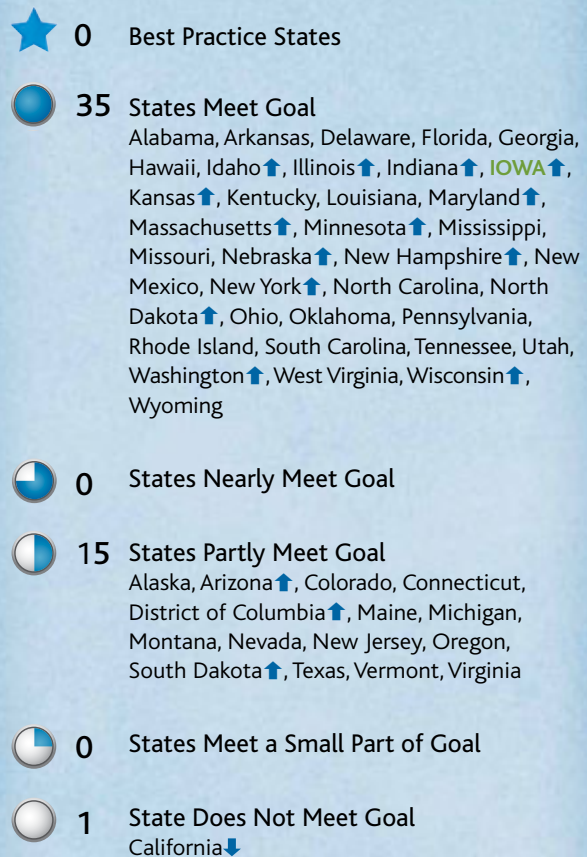 0 Best Practice States
35 States Meet Goal
Alabama, Arkansas, Delaware, Florida, Georgia,
Hawaii, Idaho⬆, Illinois⬆, Indiana⬆, IOWA⬆,
Kansas⬆, Kentucky, Louisiana, Maryland⬆,
Massachusetts⬆, Minnesota⬆, Mississippi,
Missouri, Nebraska⬆, New Hampshire⬆, New
Mexico, New York⬆, North Carolina, North
Dakota⬆, Ohio, Oklahoma, Pennsylvania,
Rhode Island, South Carolina, Tennessee, Utah,
Washington⬆, West Virginia, Wisconsin⬆,
Wyoming
0 States Nearly Meet Goal
15 States Partly Meet Goal
Alaska, Arizona⬆, Colorado, Connecticut,
District of Columbia⬆, Maine, Michigan,
Montana, Nevada, New Jersey, Oregon,
South Dakota⬆, Texas, Vermont, Virginia
0 States Meet a Small Part of Goal
1 State Does Not Meet Goal
California⬇